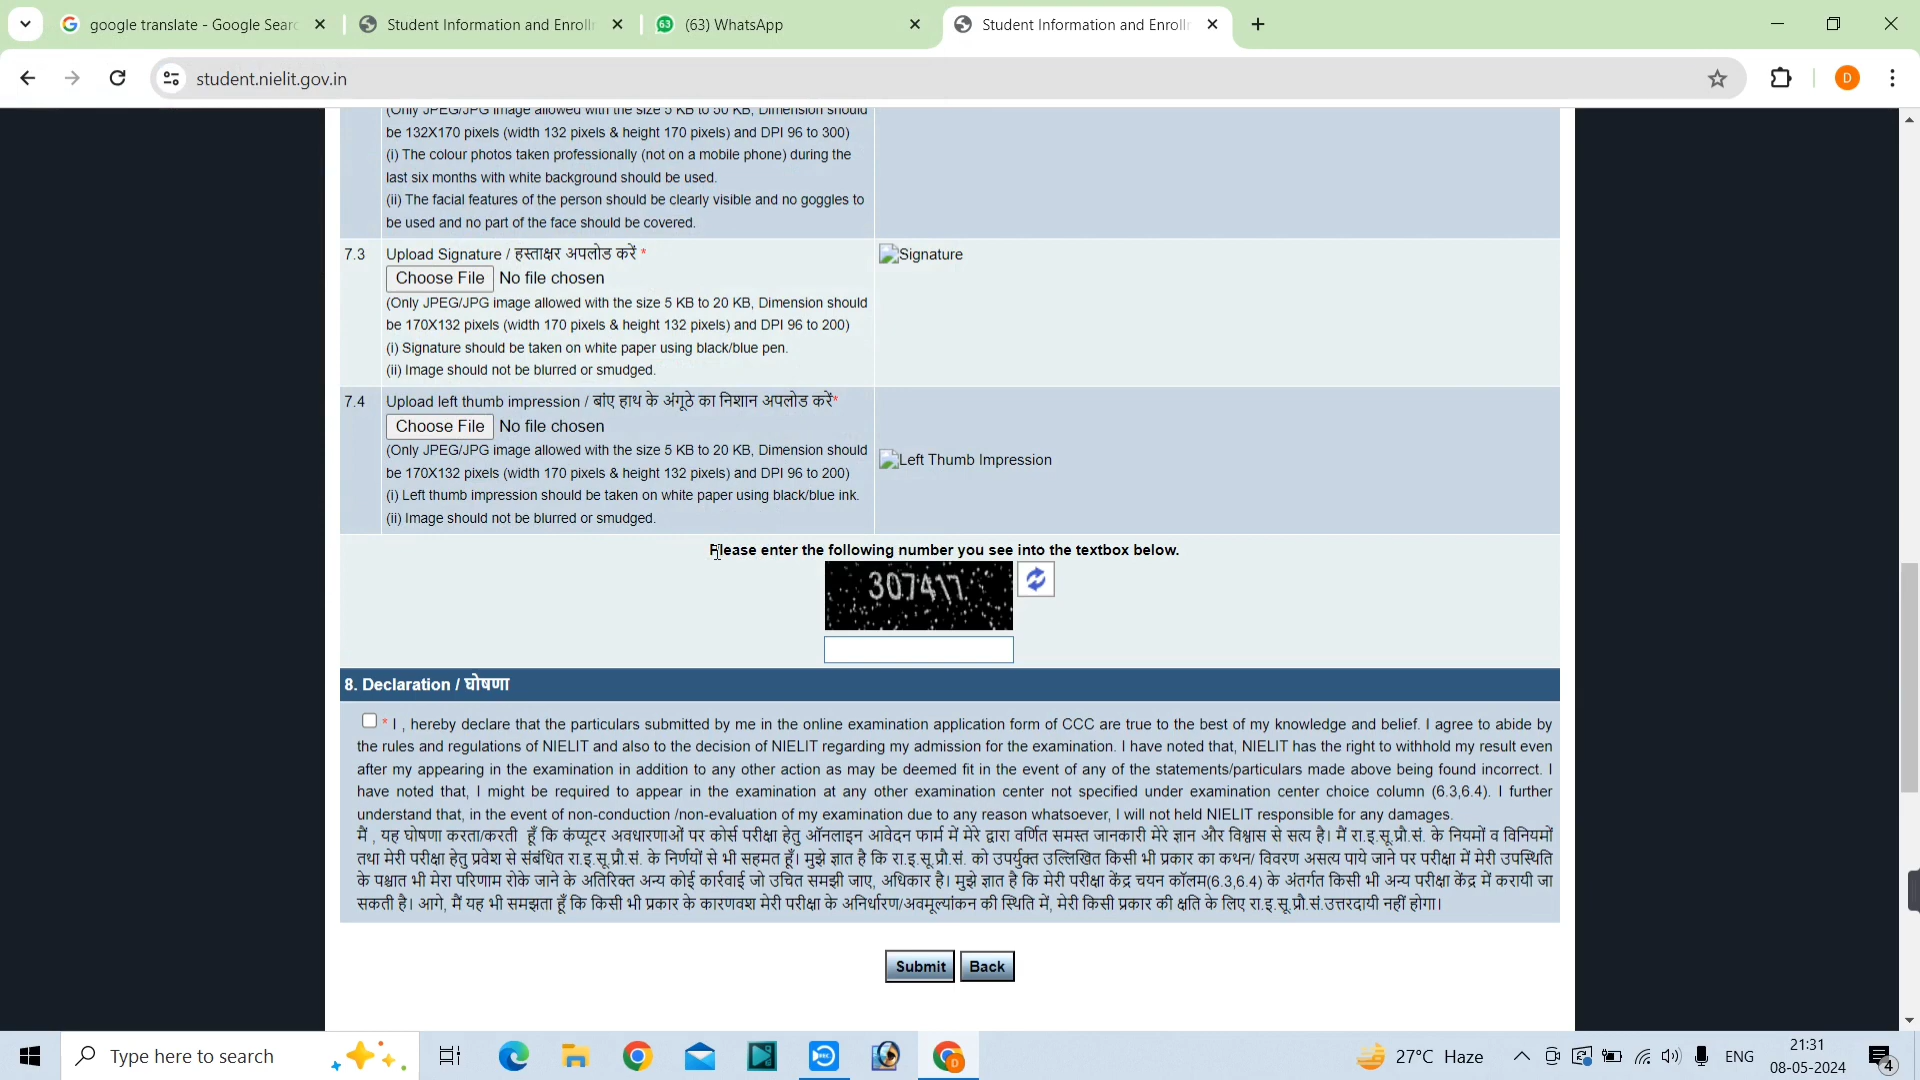 google translate - Google Searc
Student Information and Enroll
63
(63) WhatsApp
Student Information and Enroll
student.nielit.gov.in
D
(Only JPEG/JPG image allowed with the size 5 KB to 50 KB, Dimension should
be 132X170 pixels (width 132 pixels & height 170 pixels) and DPI 96 to 300)
(i) The colour photos taken professionally (not on a mobile phone) during the
last six months with white background should be used.
(ii) The facial features of the person should be clearly visible and no goggles to
be used and no part of the face should be covered.
7.3 Upload Signature / हस्ताक्षर अपलोड करें *
Signature
Choose File No file chosen
(Only JPEG/JPG image allowed with the size 5 KB to 20 KB, Dimension should
be 170X132 pixels (width 170 pixels & height 132 pixels) and DPI 96 to 200)
(i) Signature should be taken on white paper using black/blue pen.
(ii) Image should not be blurred or smudged.
7.4 Upload left thumb impression / बांए हाथ के अंगूठे का निशान अपलोड करें*
Choose File No file chosen
(Only JPEG/JPG image allowed with the size 5 KB to 20 KB, Dimension should
be 170X132 pixels (width 170 pixels & height 132 pixels) and DPI 96 to 200)
(i) Left thumb impression should be taken on white paper using black/blue ink.
(ii) Image should not be blurred or smudged.
Left Thumb Impression
Please enter the following number you see into the textbox below.
307417
8. Declaration / घोषणा
* I , hereby declare that the particulars submitted by me in the online examination application form of CCC are true to the best of my knowledge and belief. I agree to abide by
the rules and regulations of NIELIT and also to the decision of NIELIT regarding my admission for the examination. I have noted that, NIELIT has the right to withhold my result even
after my appearing in the examination in addition to any other action as may be deemed fit in the event of any of the statements/particulars made above being found incorrect. I
have noted that, I might be required to appear in the examination at any other examination center not specified under examination center choice column (6.3,6.4). I further
understand that, in the event of non-conduction /non-evaluation of my examination due to any reason whatsoever, I will not held NIELIT responsible for any damages.
मैं , यह घोषणा करता/करती हूँ कि कंप्यूटर अवधारणाओं पर कोर्स परीक्षा हेतु ऑनलाइन आवेदन फार्म में मेरे द्वारा वर्णित समस्त जानकारी मेरे ज्ञान और विश्वास से सत्य है। मैं रा.इ.सू.प्रौ.सं. के नियमों व विनियमों
तथा मेरी परीक्षा हेतु प्रवेश से संबंधित रा.इ.सू.प्रौ.सं. के निर्णयों से भी सहमत हूँ। मुझे ज्ञात है कि रा.इ.सू.प्रौ.सं. को उपर्युक्त उल्लिखित किसी भी प्रकार का कथन/ विवरण असत्य पाये जाने पर परीक्षा में मेरी उपस्थिति
के पश्चात भी मेरा परिणाम रोके जाने के अतिरिक्त अन्य कोई कार्रवाई जो उचित समझी जाए, अधिकार है। मुझे ज्ञात है कि मेरी परीक्षा केंद्र चयन कॉलम(6.3,6.4) के अंतर्गत किसी भी अन्य परीक्षा केंद्र में करायी जा
सकती है। आगे, मैं यह भी समझता हूँ कि किसी भी प्रकार के कारणवश मेरी परीक्षा के अनिर्धारण/अवमूल्यांकन की स्थिति में, मेरी किसी प्रकार की क्षति के लिए रा.इ.सू.प्रौ.सं.उत्तरदायी नहीं होगा।
Submit Back
Type here to search
27°C Haze
ENG
21:31
08-05-2024
4